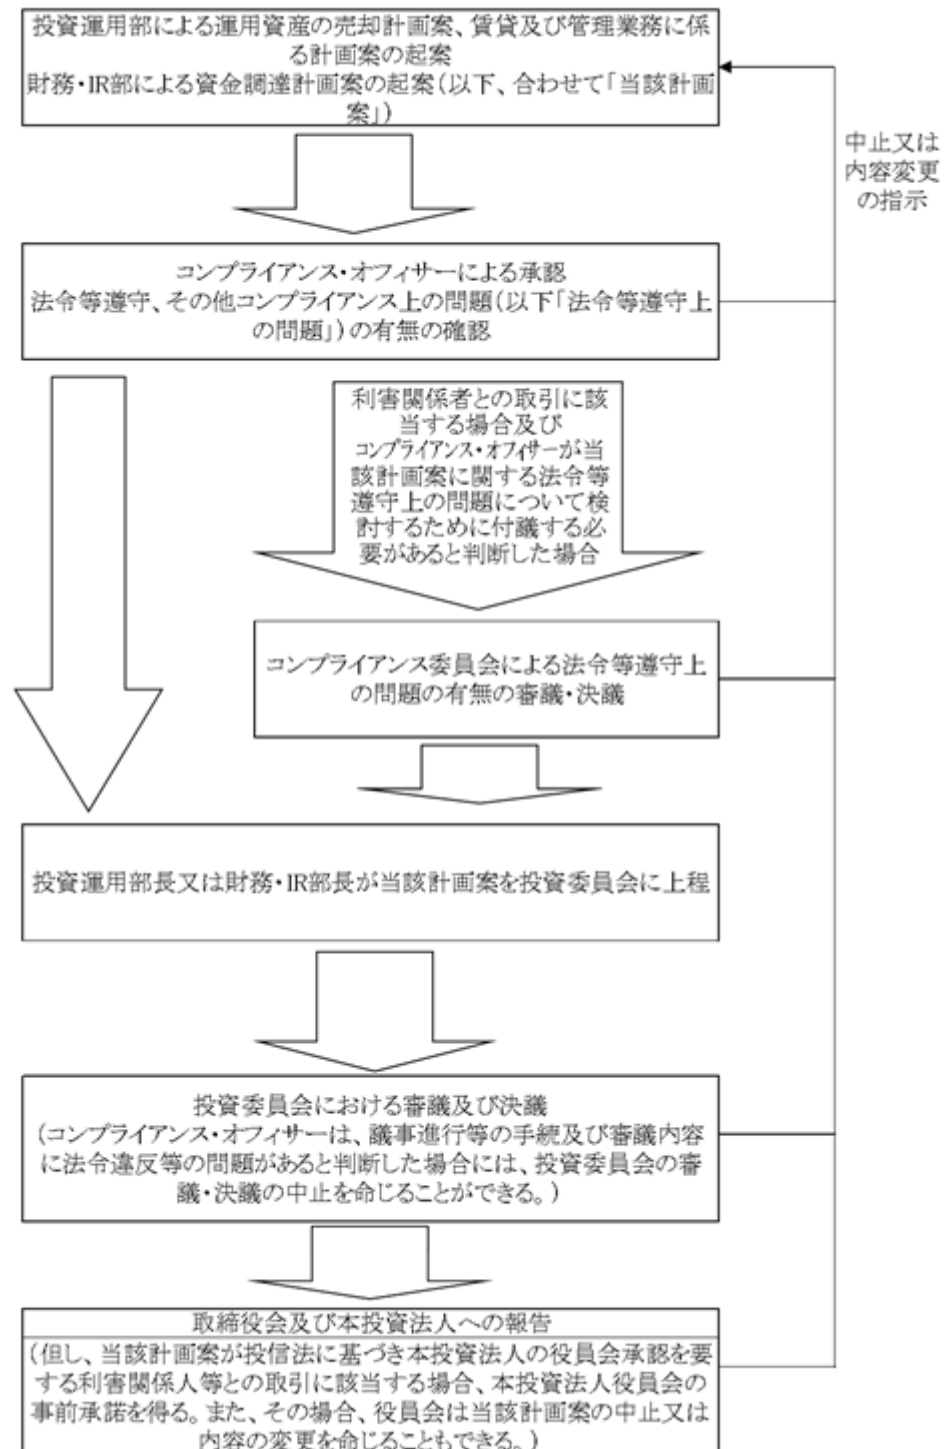 投資運用部による運用資産の売却計画案、賃貸及び管理業務に係
る計画案の起案
財務・IR部による資金調達計画案の起案(以下、合わせて「当該計画
案」)
中止又は
内容変更
の指示
コンプライアンス・オフィサーによる承認
法令等遵守、その他コンプライアンス上の問題(以下「法令等遵守上
の問題」)の有無の確認
利害関係者との取引に該
当する場合及び
コンプライアンス・オフィサーが当
該計画案に関する法令等
遵守上の問題について検
討するために付議する必
要があると判断した場合
コンプライアンス委員会による法令等遵守上
の問題の有無の審議・決議
投資運用部長又は財務・IR部長が当該計画案を投資委員会に上程
投資委員会における審議及び決議
(コンプライアンス・オフィサーは、議事進行等の手続及び審議内容
に法令違反等の問題があると判断した場合には、投資委員会の審
議・決議の中止を命じることができる。)
取締役会及び本投資法人への報告
(但し、当該計画案が投信法に基づき本投資法人の役員会承認を要
する利害関係人等との取引に該当する場合、本投資法人役員会の
事前承諾を得る。また、その場合、役員会は当該計画案の中止又は
内容の変更を命じることもできる。)